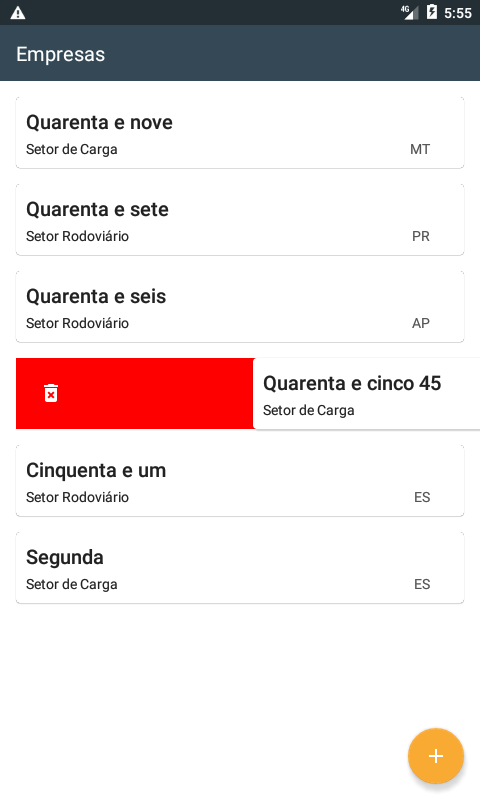 4G 5:55
Empresas
Quarenta e nove
Setor de Carga MT
Quarenta e sete
Setor Rodoviário PR
Quarenta e seis
Setor Rodoviário AP
Quarenta e cinco 45
Setor de Carga
Cinquenta e um
Setor Rodoviário ES
Segunda
Setor de Carga ES